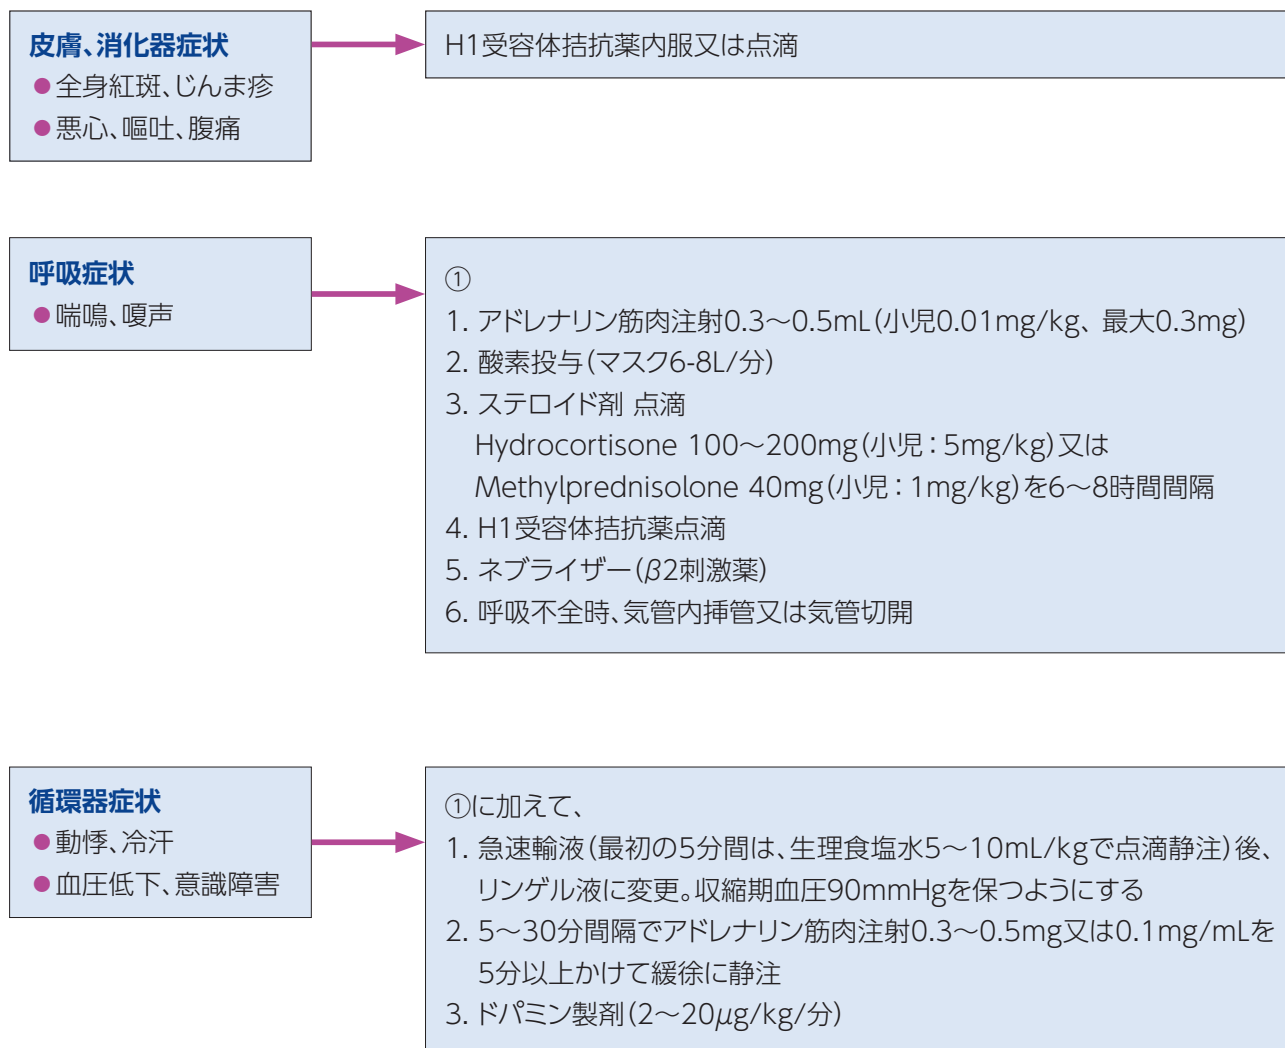 皮膚、消化器症状
●全身紅斑、じんま疹
●悪心、嘔吐、腹痛
H1受容体拮抗薬内服又は点滴
呼吸症状
●喘鳴、嗄声
①
1. アドレナリン筋肉注射0.3～0.5mL(小児0.01mg/kg、最大0.3mg)
2. 酸素投与(マスク6-8L/分)
3. ステロイド剤 点滴
Hydrocortisone 100～200mg(小児：5mg/kg)又は
Methylprednisolone 40mg(小児：1mg/kg)を6～8時間間隔
4. H1受容体拮抗薬点滴
5. ネブライザー(β2刺激薬)
6. 呼吸不全時、気管内挿管又は気管切開
循環器症状
●動悸、冷汗
●血圧低下、意識障害
①に加えて、
1. 急速輸液(最初の5分間は、生理食塩水5～10mL/kgで点滴静注)後、
リンゲル液に変更。収縮期血圧90mmHgを保つようにする
2. 5～30分間隔でアドレナリン筋肉注射0.3～0.5mg又は0.1mg/mLを
5分以上かけて緩徐に静注
3. ドパミン製剤(2～20μg/kg/分)